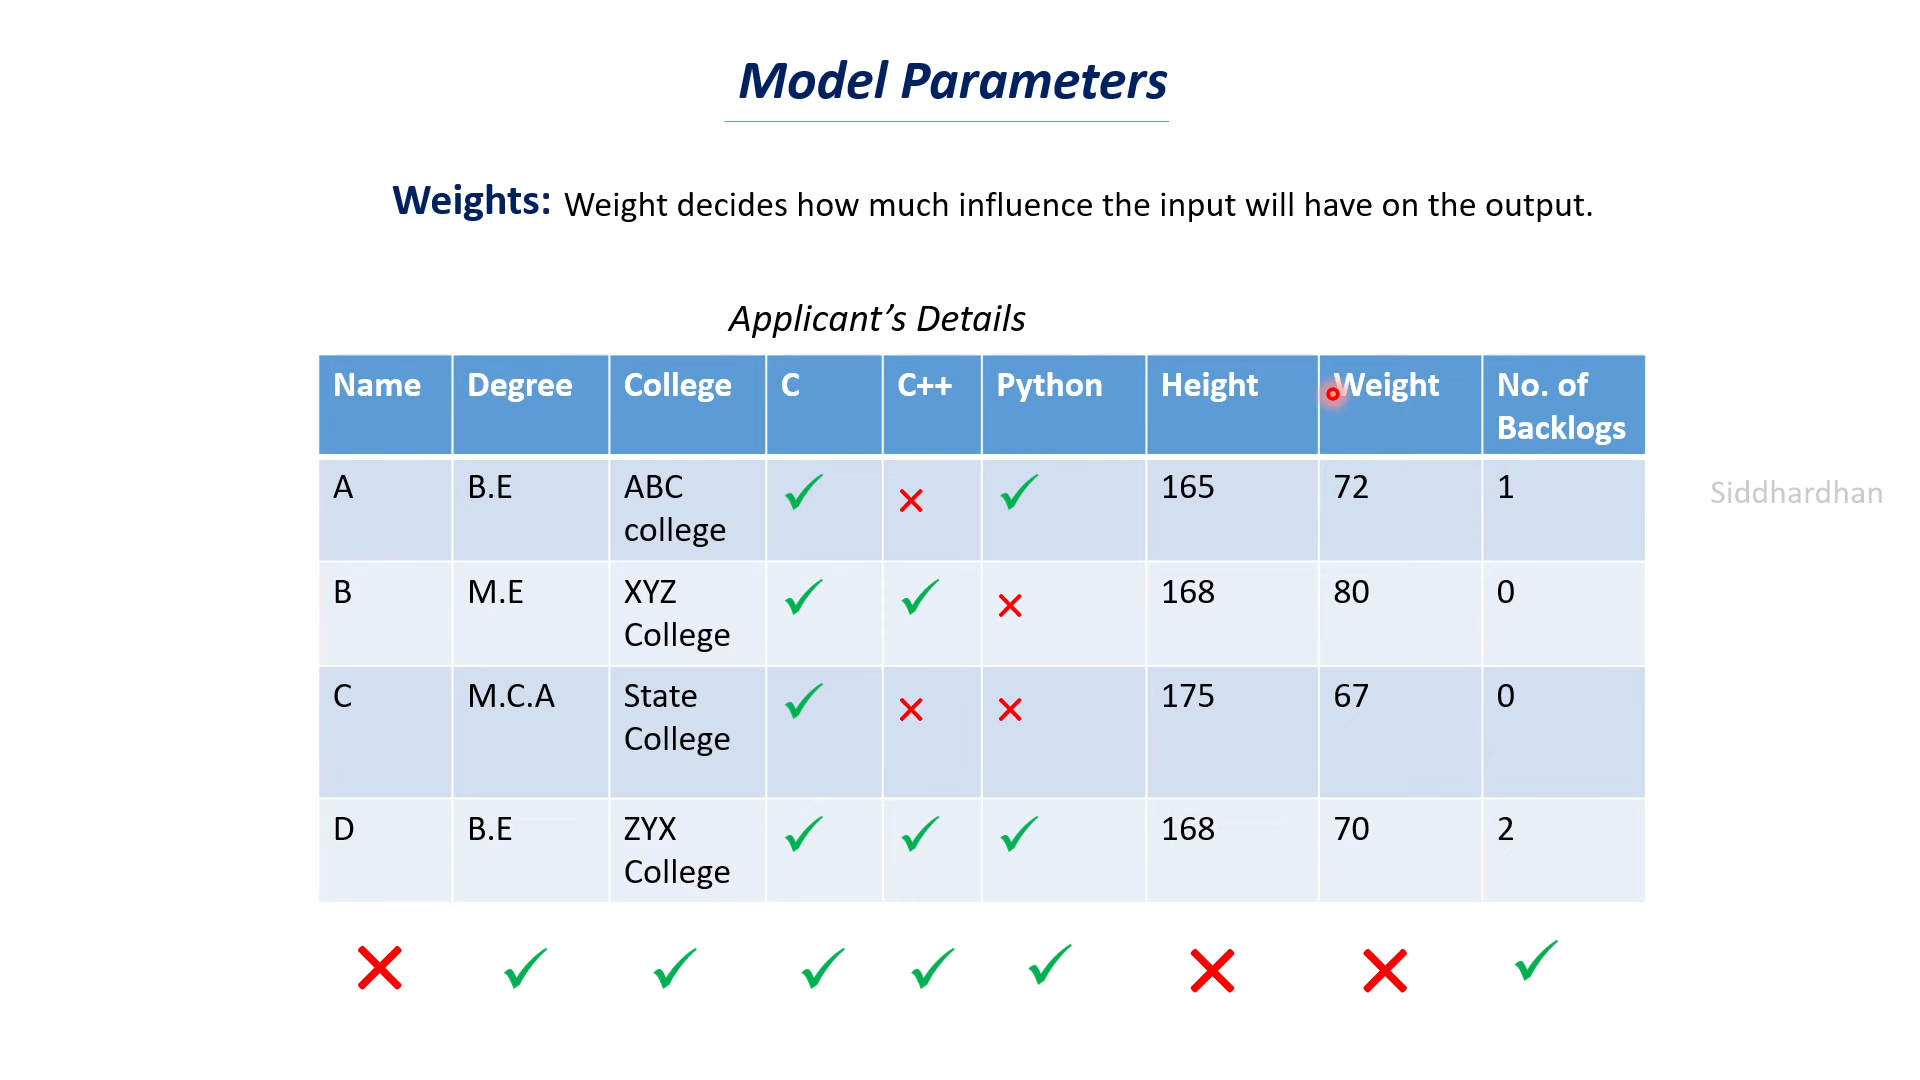 Model Parameters
Weights: Weight decides how much influence the input will have on the output.
Applicant’s Details
Name Degree College C C++ Python Height Weight No. of
Backlogs
A B.E ABC ✓ ✕ ✓ 165 72 1
college
B M.E XYZ ✓ ✓ ✕ 168 80 0
College
C M.C.A State ✓ ✕ ✕ 175 67 0
College
D B.E ZYX ✓ ✓ ✓ 168 70 2
College
✕ ✓ ✓ ✓ ✓ ✓ ✕ ✕ ✓
Siddhardhan